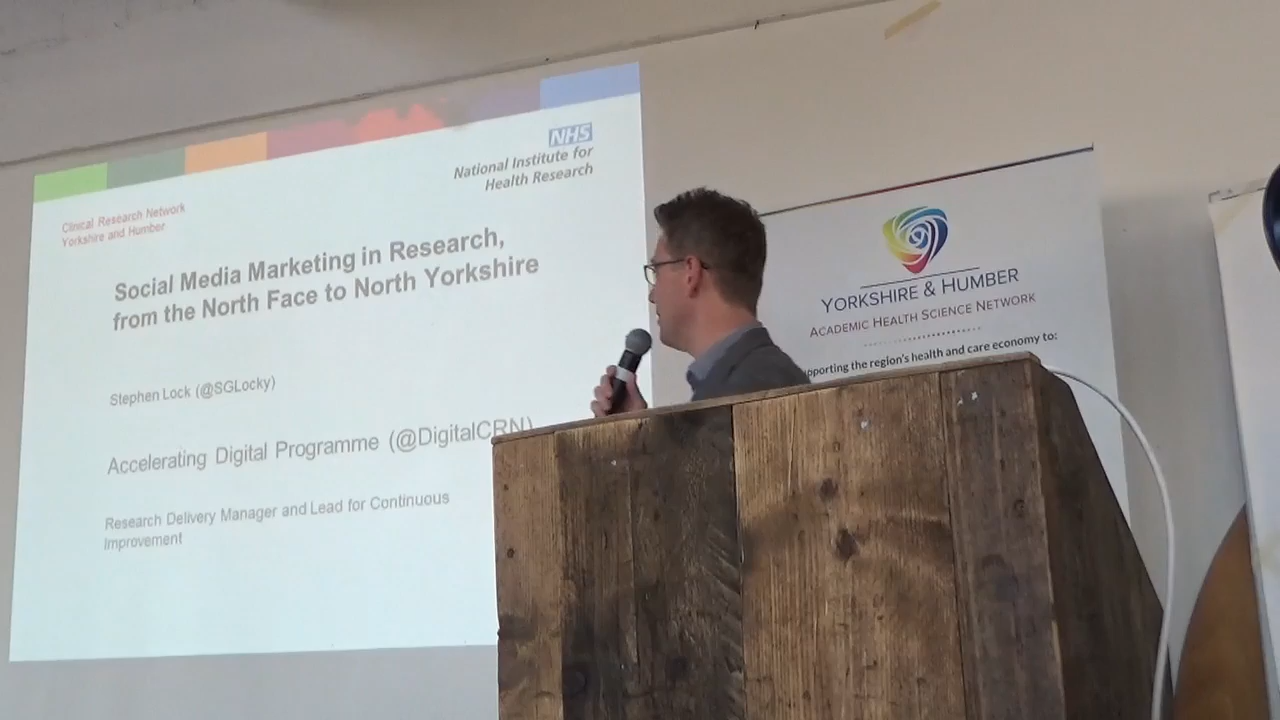 NHS
National Institute for
Health Research
Clinical Research Network
Yorkshire and Humber
Social Media Marketing in Research,
from the North Face to North Yorkshire
Stephen Lock (@SGLocky)
Accelerating Digital Programme (@DigitalCRN)
Research Delivery Manager and Lead for Continuous
Improvement
YORKSHIRE & HUMBER
ACADEMIC HEALTH SCIENCE NETWORK
the region's health and care economy to: